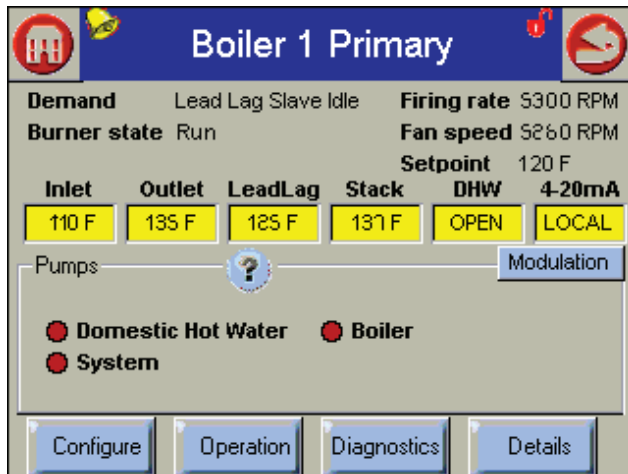 Boiler 1 Primary
Demand Lead Lag Slave Idle Firing rate 5300 RPM
Burner state Run Fan speed 5260 RPM
Setpoint 120 F
Inlet Outlet LeadLag Stack DHW 4-20mA
110 F 135 F 125 F 137 F OPEN LOCAL
Pumps ? Modulation
Domestic Hot Water Boiler
System
Configure Operation Diagnostics Details